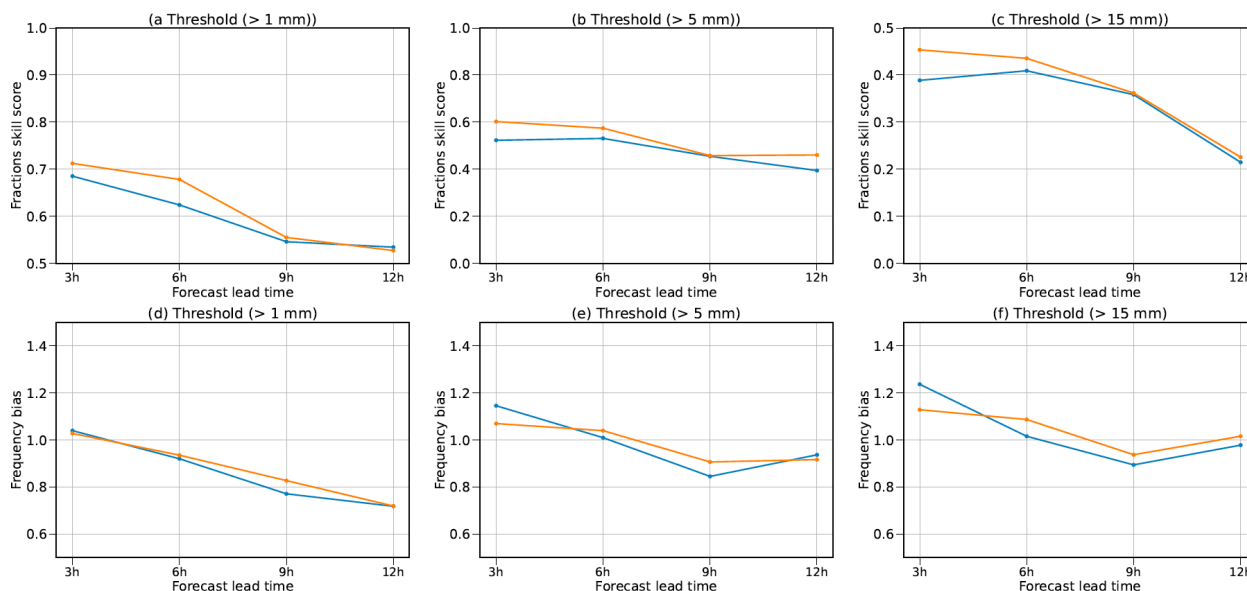 (a Threshold (> 1 mm))
1.0
0.9
0.8
0.7
0.6
0.5
Fractions skill score
3h 6h 9h 12h
Forecast lead time
(b Threshold (> 5 mm))
1.0
0.8
0.6
0.4
0.2
0.0
Fractions skill score
3h 6h 9h 12h
Forecast lead time
(c Threshold (> 15 mm))
0.5
0.4
0.3
0.2
0.1
0.0
Fractions skill score
3h 6h 9h 12h
Forecast lead time
(d) Threshold (> 1 mm)
1.4
1.2
1.0
0.8
0.6
Frequency bias
3h 6h 9h 12h
Forecast lead time
(e) Threshold (> 5 mm)
1.4
1.2
1.0
0.8
0.6
Frequency bias
3h 6h 9h 12h
Forecast lead time
(f) Threshold (> 15 mm)
1.4
1.2
1.0
0.8
0.6
Frequency bias
3h 6h 9h 12h
Forecast lead time